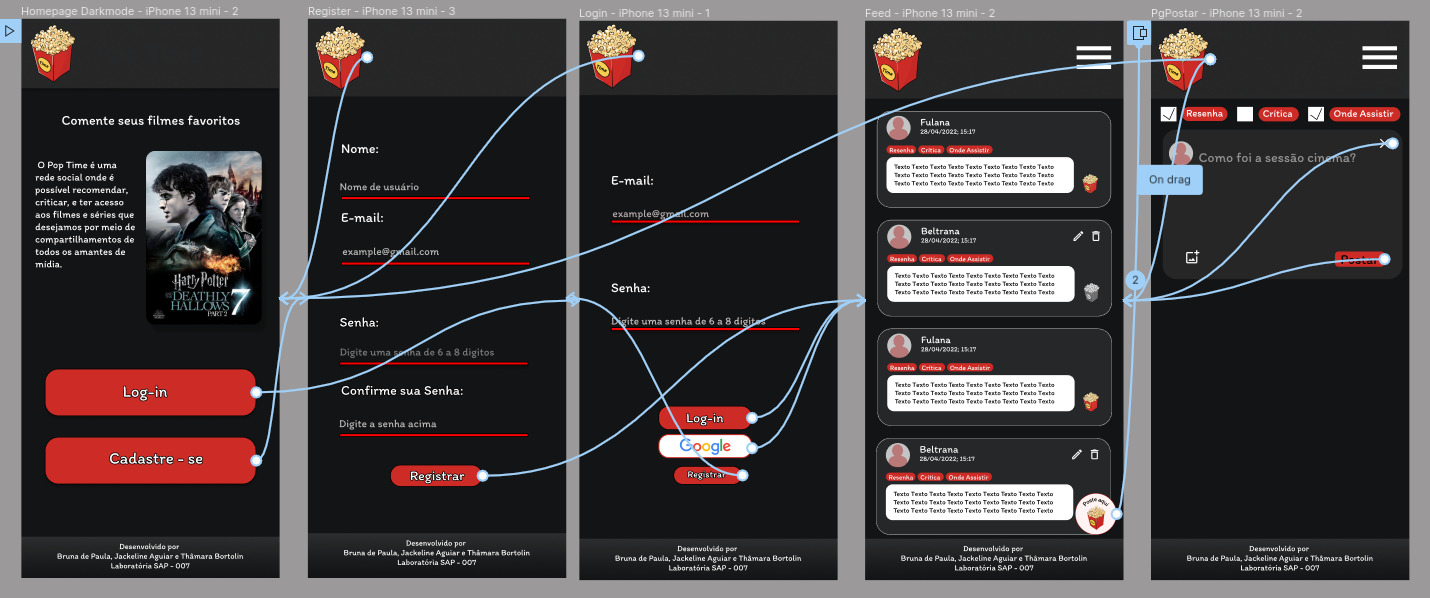 Homepage Darkmode - iPhone 13 mini - 2
Time
Comente seus filmes favoritos
O Pop Time é uma
rede social onde é
possível recomendar,
criticar, e ter acesso
aos filmes e séries que
desejamos por meio de
compartilhamentos de
todos os amantes de
mídia.
Harry Potter
DEATHLY
HALLOWS
PART 2
7
Log-in
Cadastre - se
Desenvolvido por
Bruna de Paula, Jackeline Aguiar e Thâmara Bortolin
Laboratória SAP - 007
Register - iPhone 13 mini - 3
Time
Nome:
Nome de usuário
E-mail:
example@gmail.com
Senha:
Digite uma senha de 6 a 8 digitos
Confirme sua Senha:
Digite a senha acima
Registrar
Desenvolvido por
Bruna de Paula, Jackeline Aguiar e Thâmara Bortolin
Laboratória SAP - 007
Login - iPhone 13 mini - 1
Time
E-mail:
example@gmail.com
Senha:
Digite uma senha de 6 a 8 digitos
Log-in
Google
Registrar
Desenvolvido por
Bruna de Paula, Jackeline Aguiar e Thâmara Bortolin
Laboratória SAP - 007
Feed - iPhone 13 mini - 2
Time
Fulana
28/04/2022; 15:17
Resenha Crítica Onde Assistir
Texto Texto Texto Texto Texto Texto Texto Texto
Texto Texto Texto Texto Texto Texto Texto Texto
Texto Texto Texto Texto Texto Texto Texto Texto
Beltrana
28/04/2022; 15:17
Resenha Crítica Onde Assistir
Texto Texto Texto Texto Texto Texto Texto Texto
Texto Texto Texto Texto Texto Texto Texto Texto
Texto Texto Texto Texto Texto Texto Texto Texto
Fulana
28/04/2022; 15:17
Resenha Crítica Onde Assistir
Texto Texto Texto Texto Texto Texto Texto Texto
Texto Texto Texto Texto Texto Texto Texto Texto
Texto Texto Texto Texto Texto Texto Texto Texto
Beltrana
28/04/2022; 15:17
Resenha Crítica Onde Assistir
Texto Texto Texto Texto Texto Texto Texto Texto
Texto Texto Texto Texto Texto Texto Texto Texto
Texto Texto Texto Texto Texto Texto Texto Texto
Poste aqui
Desenvolvido por
Bruna de Paula, Jackeline Aguiar e Thâmara Bortolin
Laboratória SAP - 007
PgPostar - iPhone 13 mini - 2
Time
Resenha Crítica Onde Assistir
Como foi a sessão cinema?
On drag
Postar
2
Desenvolvido por
Bruna de Paula, Jackeline Aguiar e Thâmara Bortolin
Laboratória SAP - 007